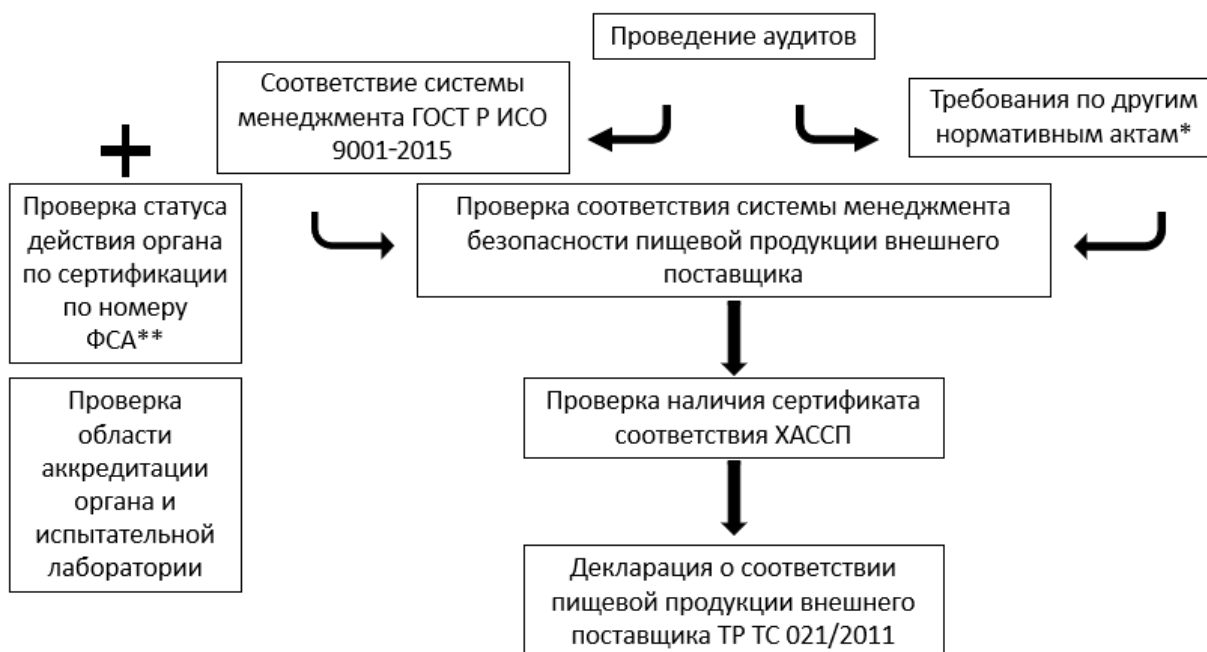 Проведение аудитов
Соответствие системы
менеджмента ГОСТ Р ИСО
9001-2015
Требования по другим
нормативным актам*
Проверка статуса
действия органа
по сертификации
по номеру
ФСА**
Проверка соответствия системы менеджмента
безопасности пищевой продукции внешнего
поставщика
Проверка
области
аккредитации
органа и
испытательной
лаборатории
Проверка наличия сертификата
соответствия ХАССП
Декларация о соответствии
пищевой продукции внешнего
поставщика ТР ТС 021/2011